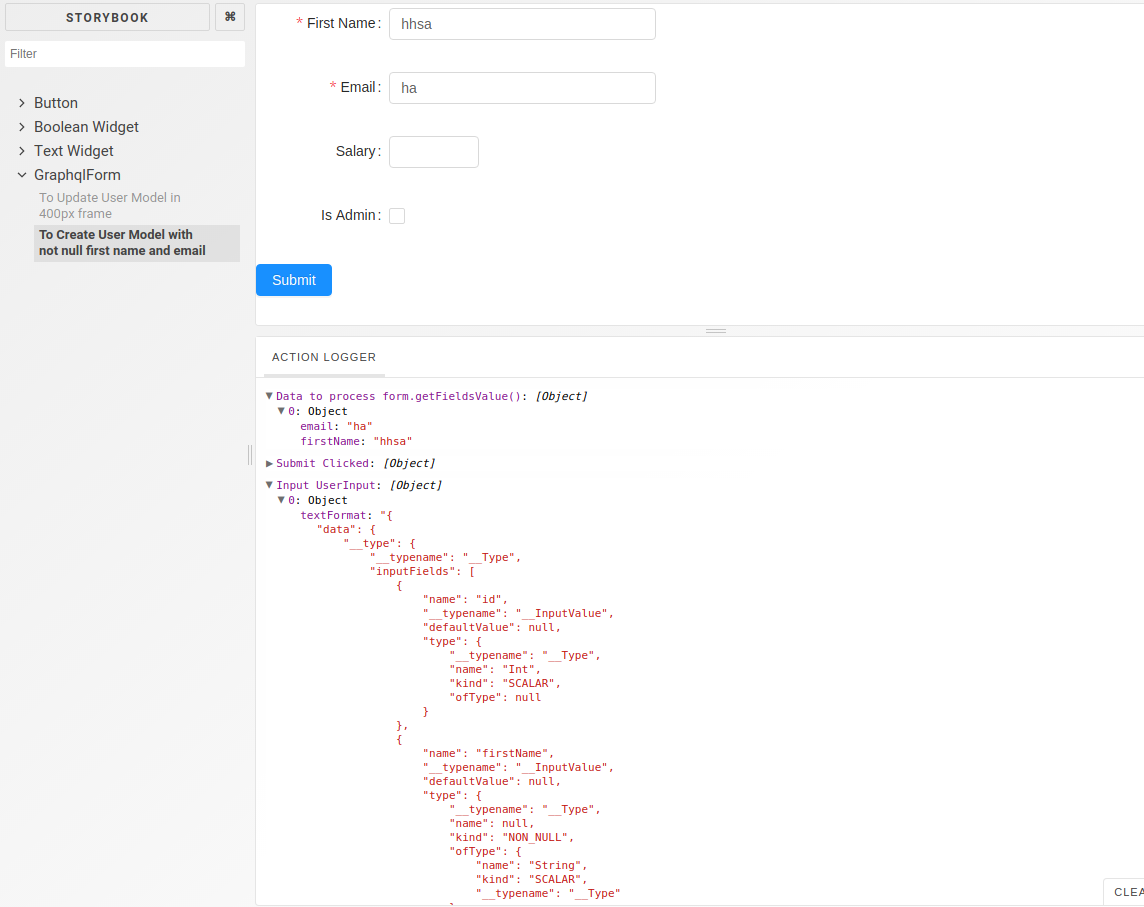 STORYBOOK
⌘
Filter
Button
Boolean Widget
Text Widget
GraphqlForm
To Update User Model in
400px frame
To Create User Model with
not null first name and email
* First Name:
hhsa
* Email:
ha
Salary:
Is Admin:
Submit
ACTION LOGGER
▼Data to process form.getFieldsValue(): [Object]
▼0: Object
email: "ha"
firstName: "hhsa"
▶Submit Clicked: [Object]
▼Input UserInput: [Object]
▼0: Object
textFormat: "{
"data": {
"__type": {
"__typename": "__Type",
"inputFields": [
{
"name": "id",
"__typename": "__InputValue",
"defaultValue": null,
"type": {
"__typename": "__Type",
"name": "Int",
"kind": "SCALAR",
"ofType": null
}
},
{
"name": "firstName",
"__typename": "__InputValue",
"defaultValue": null,
"type": {
"__typename": "__Type",
"name": null,
"kind": "NON_NULL",
"ofType": {
"name": "String",
"kind": "SCALAR",
"__typename": "__Type"
CLEA